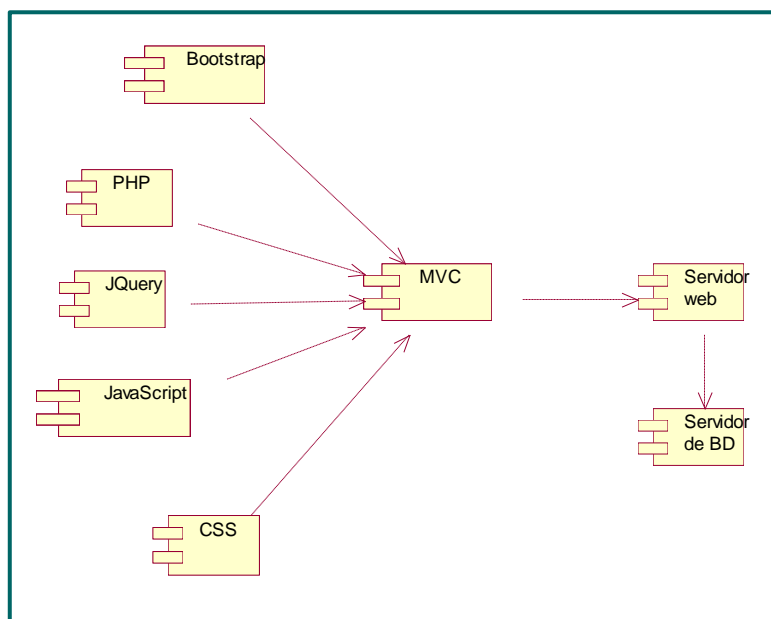 Bootstrap
PHP
JQuery
JavaScript
CSS
MVC
Servidor
web
Servidor
de BD